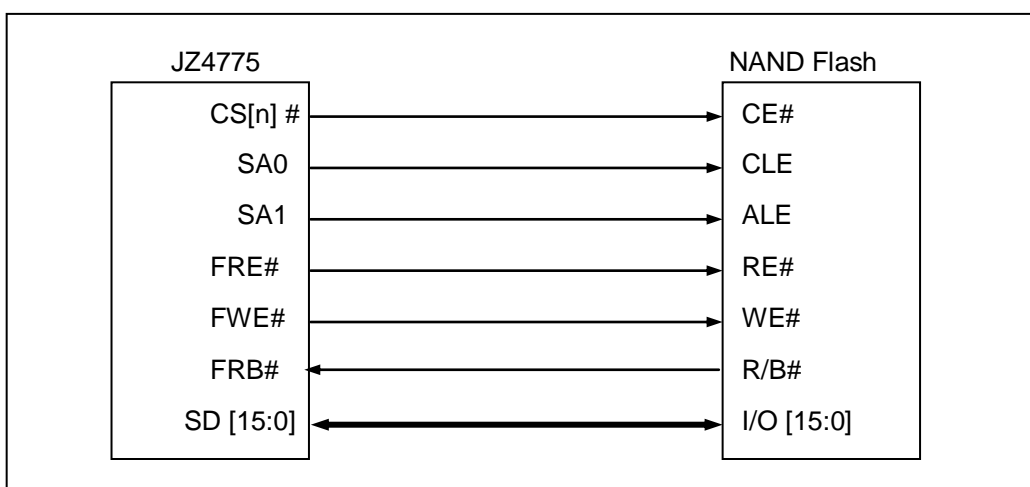 JZ4775 NAND Flash
CS[n] # CE#
SA0 CLE
SA1 ALE
FRE# RE#
FWE# WE#
FRB# R/B#
SD [15:0] I/O [15:0]